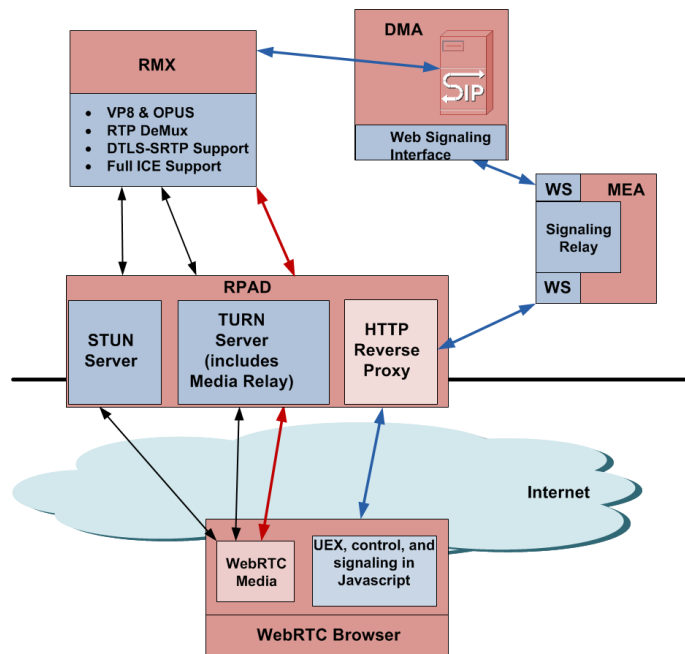 RMX
• VP8 & OPUS
• RTP DeMux
• DTLS-SRTP Support
• Full ICE Support
DMA
SIP
Web Signaling
Interface
WS
MEA
Signaling
Relay
WS
RPAD
STUN
Server
TURN
Server
(includes
Media Relay)
HTTP
Reverse
Proxy
Internet
WebRTC
Media
UEX, control, and
signaling in
Javascript
WebRTC Browser